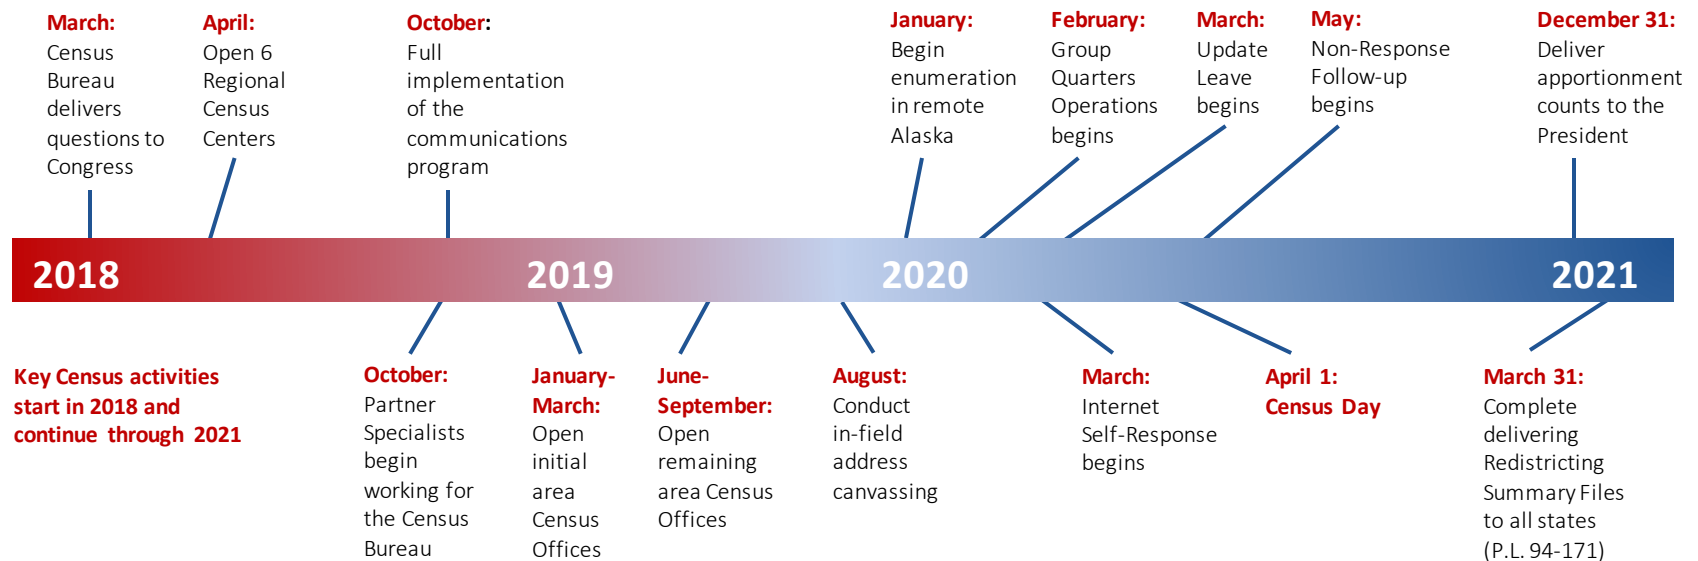 March:
Census
Bureau
delivers
questions to
Congress
April:
Open 6
Regional
Census
Centers
October:
Full
implementation
of the
communications
program
January:
Begin
enumeration
in remote
Alaska
February:
Group
Quarters
Operations
begins
March:
Update
Leave
begins
May:
Non-Response
Follow-up
begins
December 31:
Deliver
apportionment
counts to the
President
2018
2019
2020
2021
Key Census activities
start in 2018 and
continue through 2021
October:
Partner
Specialists
begin
working for
the Census
Bureau
January-
March:
Open
initial
area
Census
Offices
June-
September:
Open
remaining
area Census
Offices
August:
Conduct
in-field
address
canvassing
March:
Internet
Self-Response
begins
April 1:
Census Day
March 31:
Complete
delivering
Redistricting
Summary Files
to all states
(P.L. 94-171)